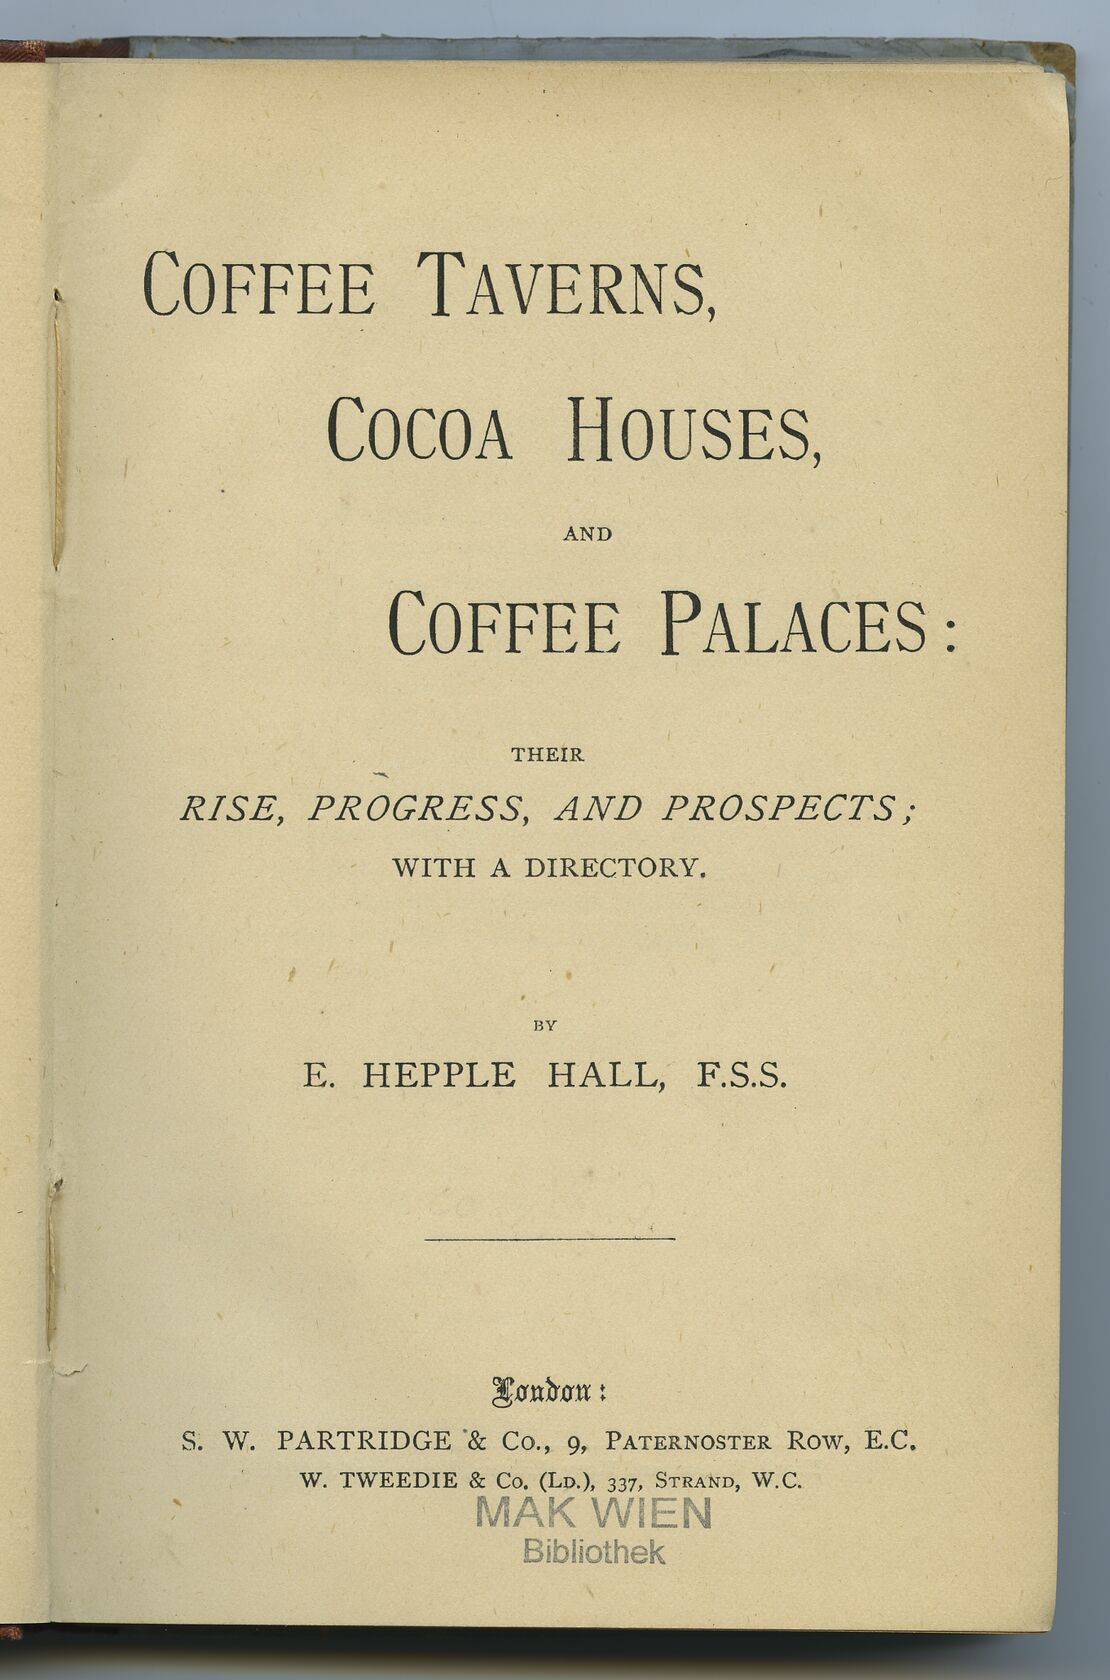 COFFEE TAVERNS,
COCOA HOUSES,
AND
COFFEE PALACES:
THEIR
RISE, PROGRESS, AND PROSPECTS;
WITH A DIRECTORY.
BY
E. HEPPLE HALL, F.S.S.
London:
S. W. PARTRIDGE & Co., 9, PATERNOSTER ROW, E.C.
W. TWEEDIE & Co. (LD.), 337, STRAND, W.C.
MAK WIEN
Bibliothek